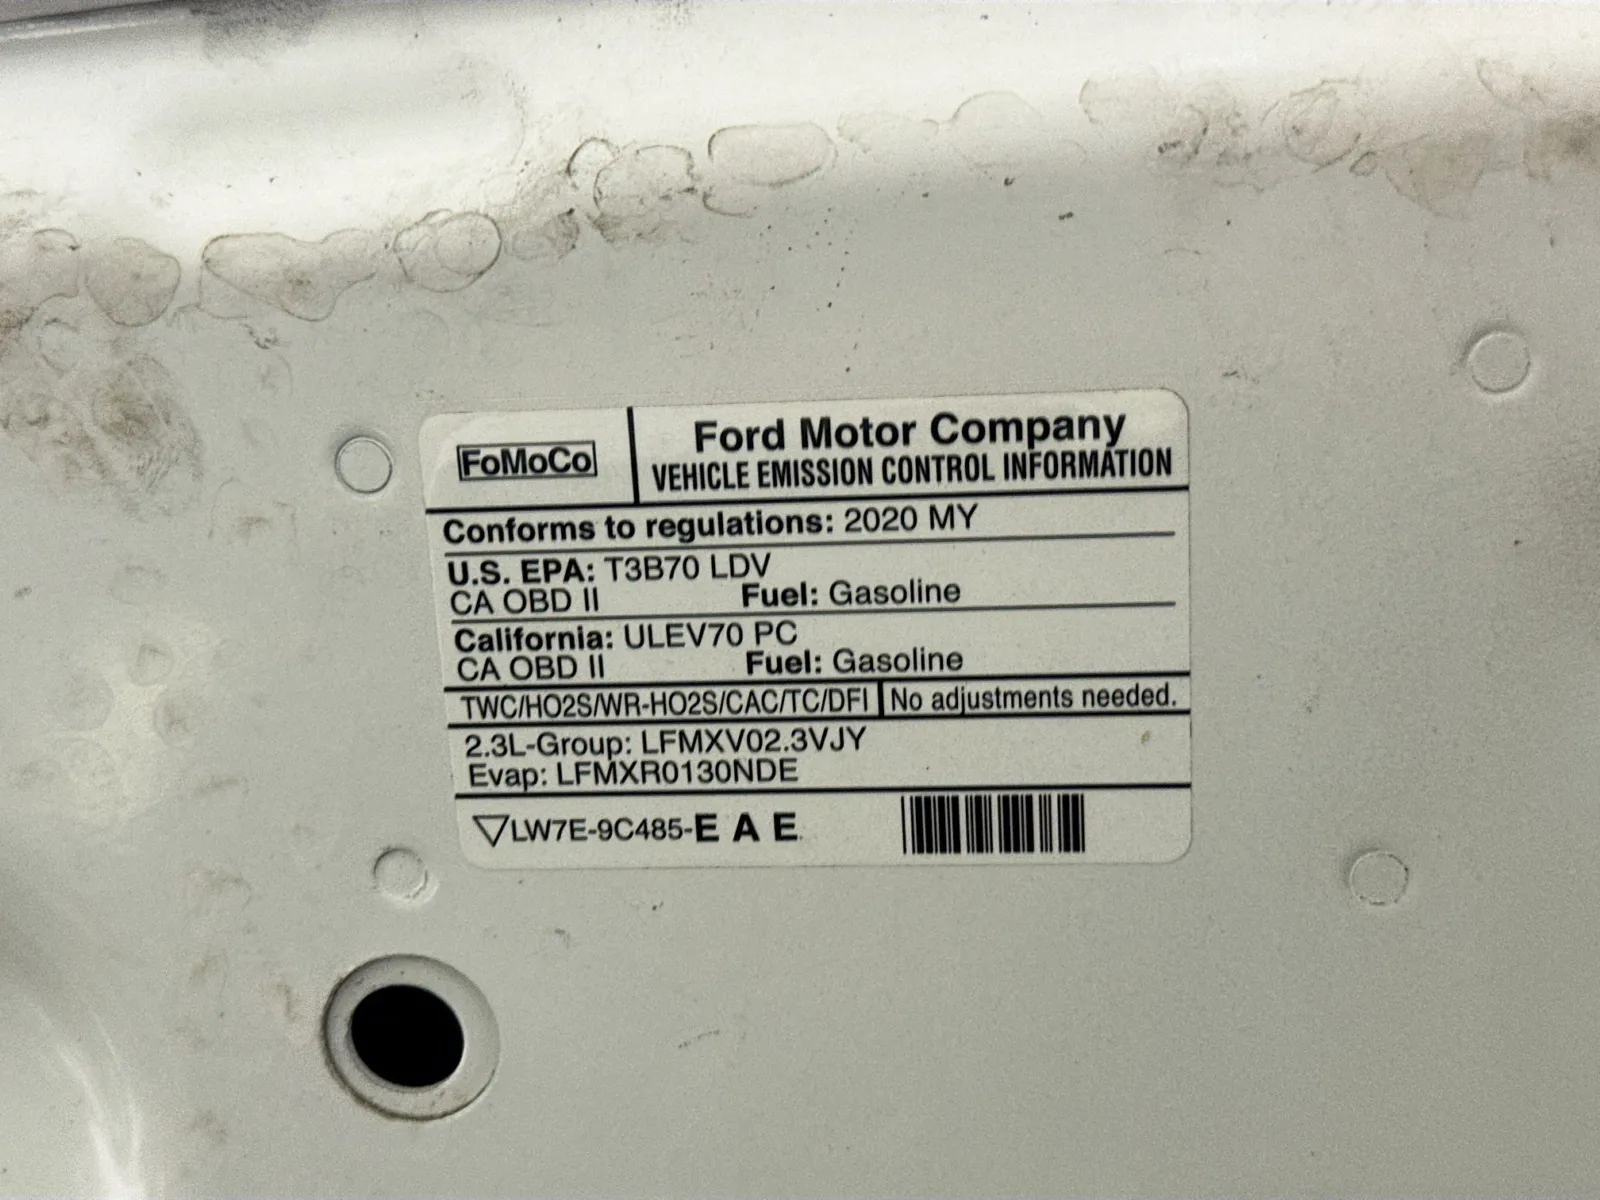 FoMoCo
Ford Motor Company
VEHICLE EMISSION CONTROL INFORMATION
Conforms to regulations: 2020 MY
U.S. EPA: T3B70 LDV
CA OBD II Fuel: Gasoline
California: ULEV70 PC
CA OBD II Fuel: Gasoline
TWC/HO2S/WR-HO2S/CAC/TC/DFI No adjustments needed.
2.3L-Group: LFMXV02.3VJY
Evap: LFMXR0130NDE
LW7E-9C485-E A E